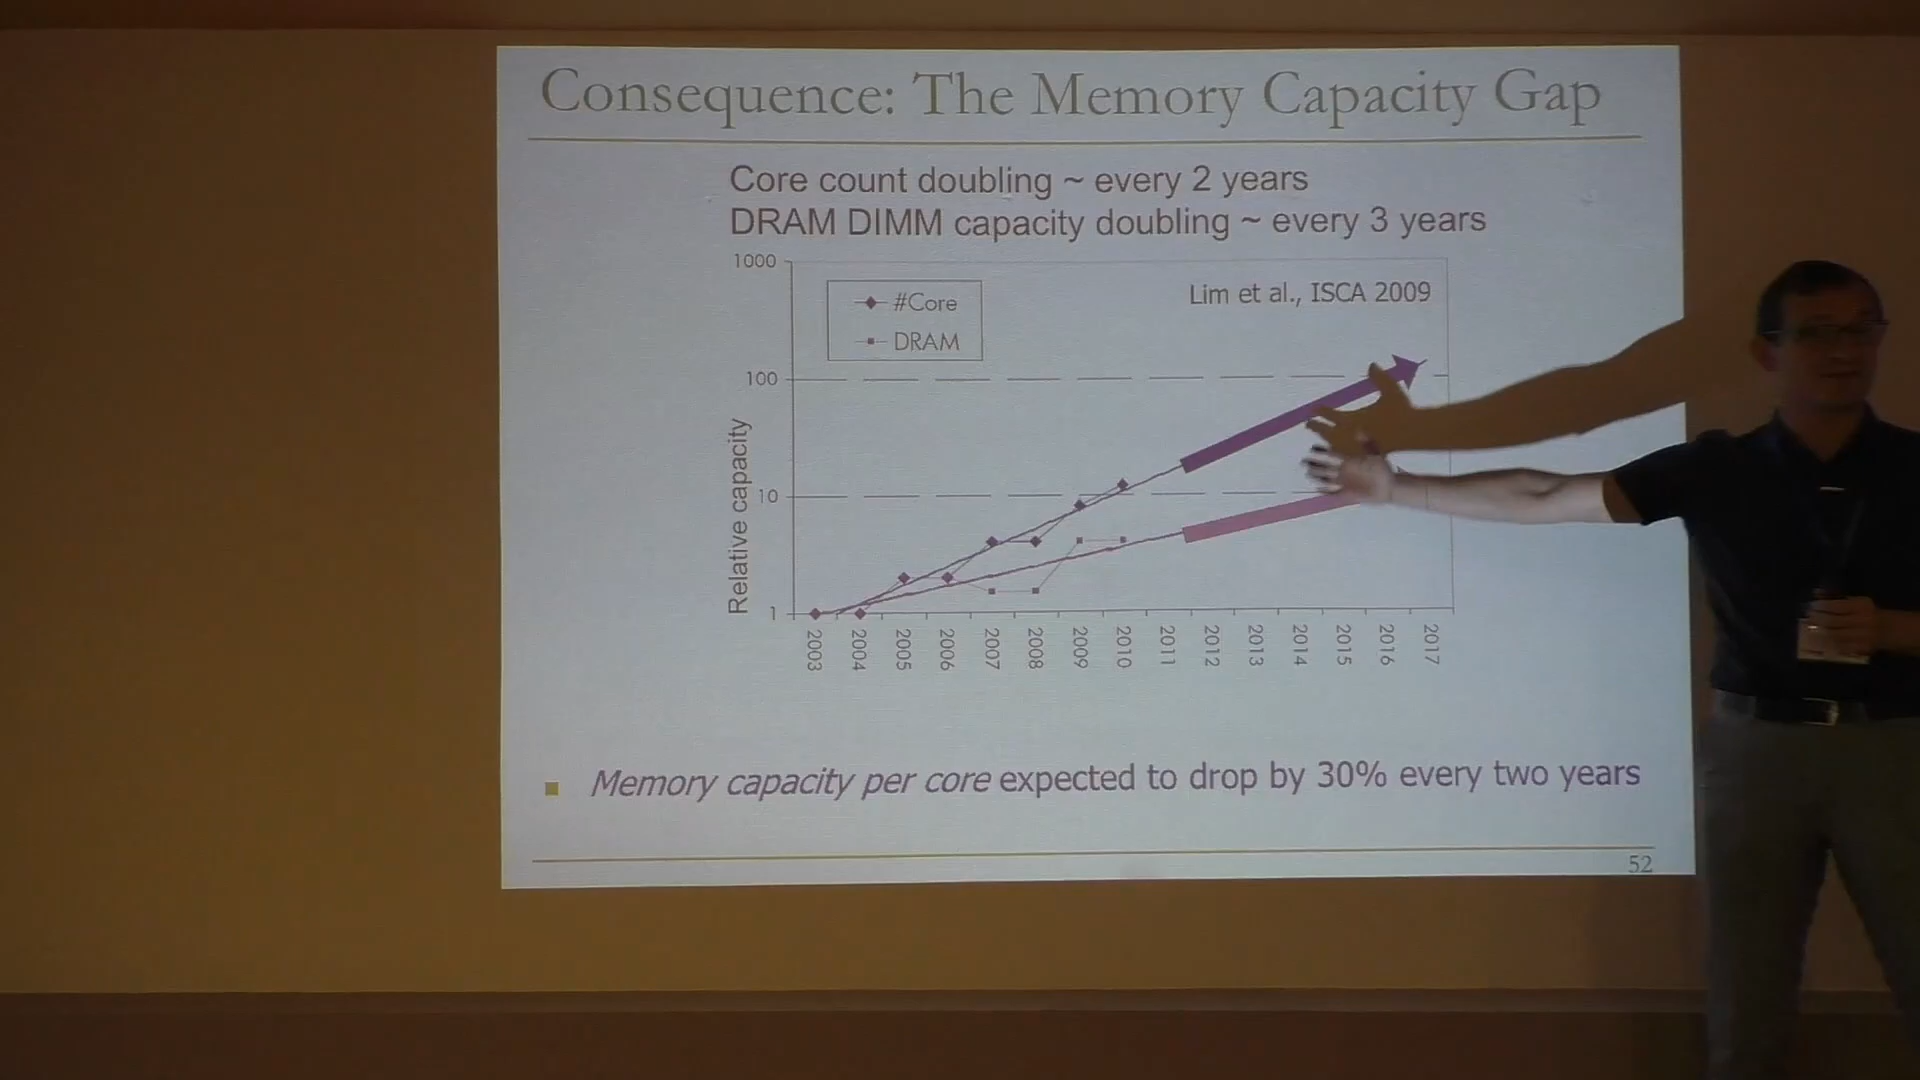 Consequence: The Memory Capacity Gap
Core count doubling ~ every 2 years
DRAM DIMM capacity doubling ~ every 3 years
1000
#Core
DRAM
Lim et al., ISCA 2009
100
Relative capacity
10
1
2003 2004 2005 2006 2007 2008 2009 2010 2011 2012 2013 2014 2015 2016 2017
■ Memory capacity per core expected to drop by 30% every two years
52